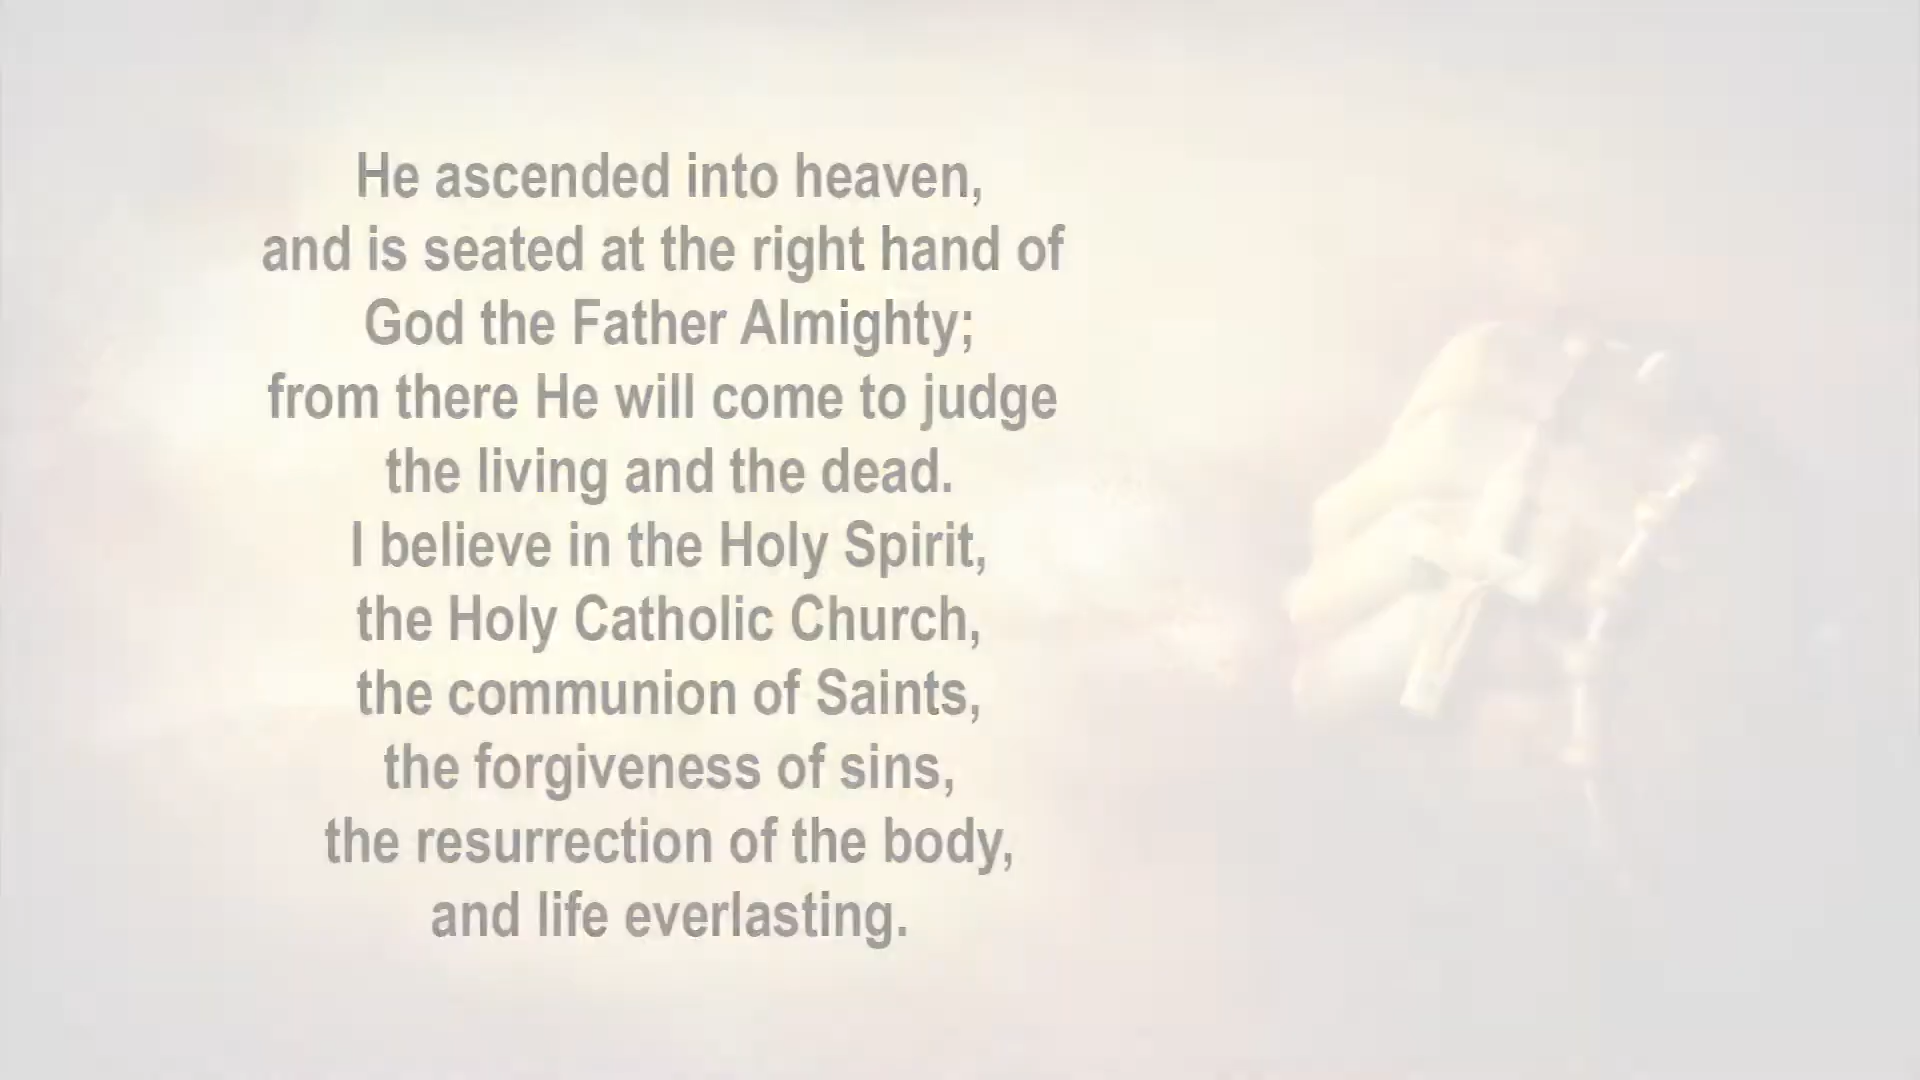 He ascended into heaven,
and is seated at the right hand of
God the Father Almighty;
from there He will come to judge
the living and the dead.
I believe in the Holy Spirit,
the Holy Catholic Church,
the communion of Saints,
the forgiveness of sins,
the resurrection of the body,
and life everlasting.